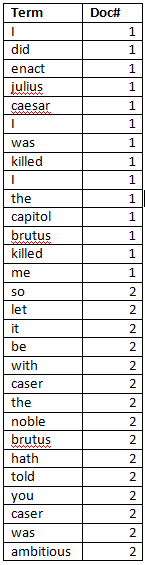 Term Doc#
I 1
did 1
enact 1
julius 1
caesar 1
I 1
was 1
killed 1
I 1
the 1
capitol 1
brutus 1
killed 1
me 1
so 2
let 2
it 2
be 2
with 2
caser 2
the 2
noble 2
brutus 2
hath 2
told 2
you 2
caser 2
was 2
ambitious 2